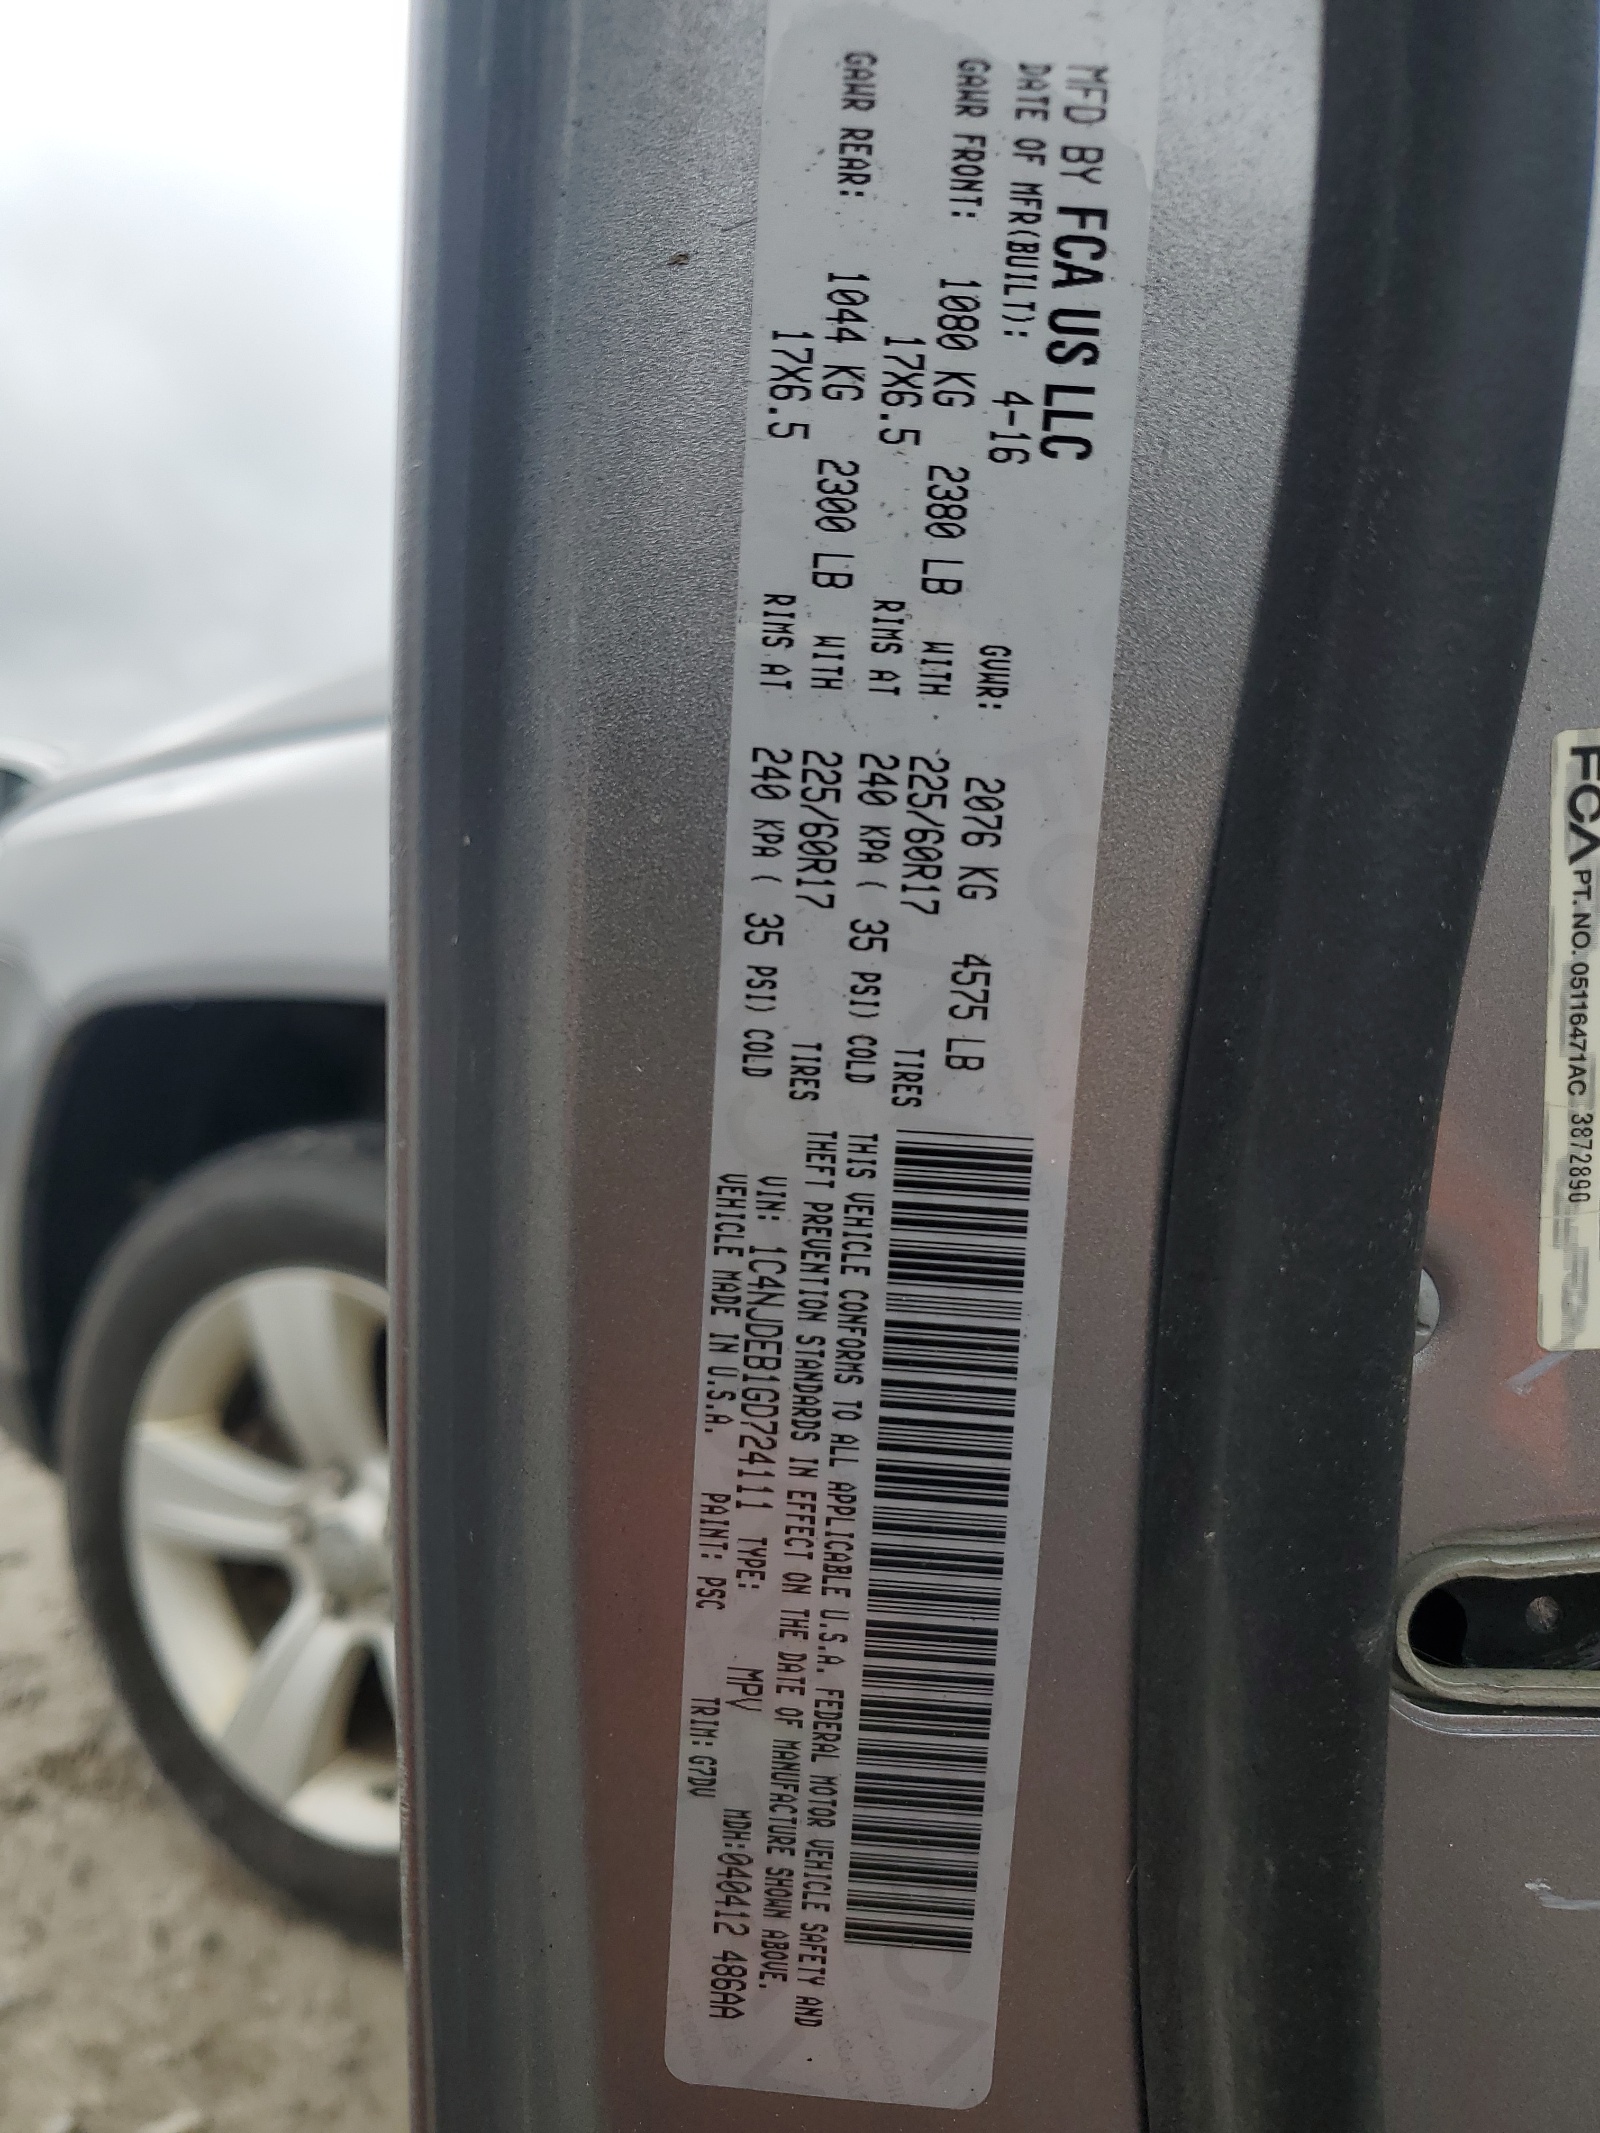 MFD BY FCA US LLC
DATE OF MFR(BUILT): 4-16 GVWR: 2076 KG 4575 LB
GAWR FRONT: 1080 KG 2380 LB WITH 225/60R17 TIRES
17X6.5 RIMS AT 240 KPA ( 35 PSI) COLD
GAWR REAR: 1044 KG 2300 LB WITH 225/60R17 TIRES
17X6.5 RIMS AT 240 KPA ( 35 PSI) COLD
THIS VEHICLE CONFORMS TO ALL APPLICABLE U.S.A. FEDERAL MOTOR VEHICLE SAFETY AND
THEFT PREVENTION STANDARDS IN EFFECT ON THE DATE OF MANUFACTURE SHOWN ABOVE.
VIN: 1C4NJDEB1GD724111 TYPE: MPV MDH:040412 486AA
VEHICLE MADE IN U.S.A. PAINT: PSC TRIM: G7DV
FCA PT. NO. 05116471AC 3872890